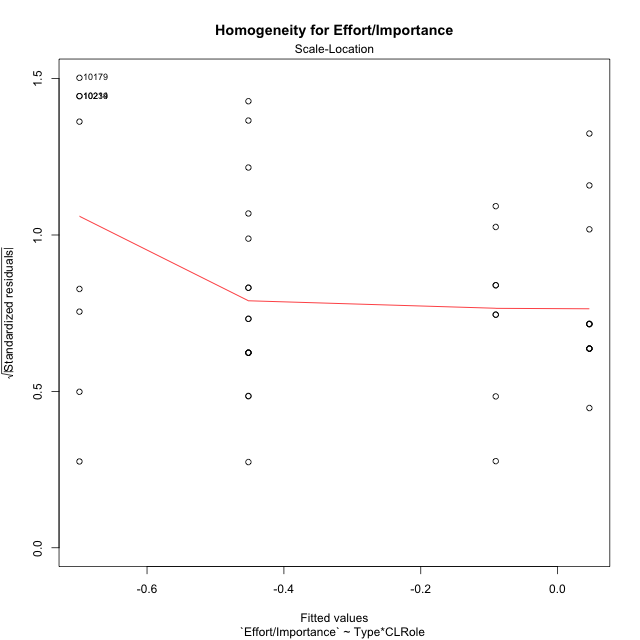 Homogeneity for Effort/Importance
Scale-Location
1.5
10179
1.0
√|Standardized residuals|
0.5
0.0
-0.6 -0.4 -0.2 0.0
Fitted values
`Effort/Importance` ~ Type*CLRole